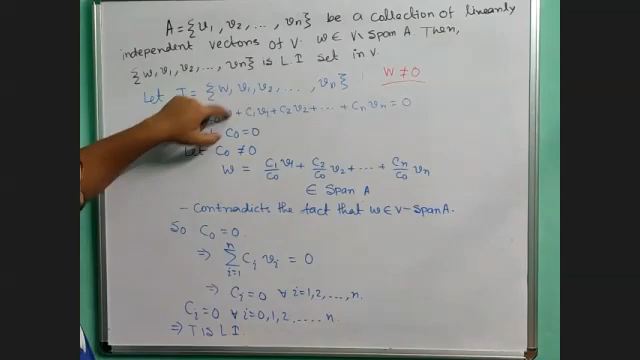 A = {v1, v2, ..., vn} be a collection of linearly
independent vectors of V. w ∈ V\Span A Then,
{w, v1, v2, ..., vn} is L.I set in V.
Let T = {w, v1, v2, ...., vn} W ≠ 0
+ c1v1 + c2v2 + ... + cnvn = 0
C0 = 0
Let C0 ≠ 0
w = c1/c0 v1 + c2/c0 v2 + ... + cn/c0 vn
∈ Span A
- Contradicts the fact that w ∈ V - Span A.
So C0 = 0
⇒ n∑i=1 Ci vi = 0
⇒ Ci = 0 ∀ i = 1, 2, ...., n.
Ci = 0 ∀ i = 0, 1, 2, ..... n.
⇒ T is L I